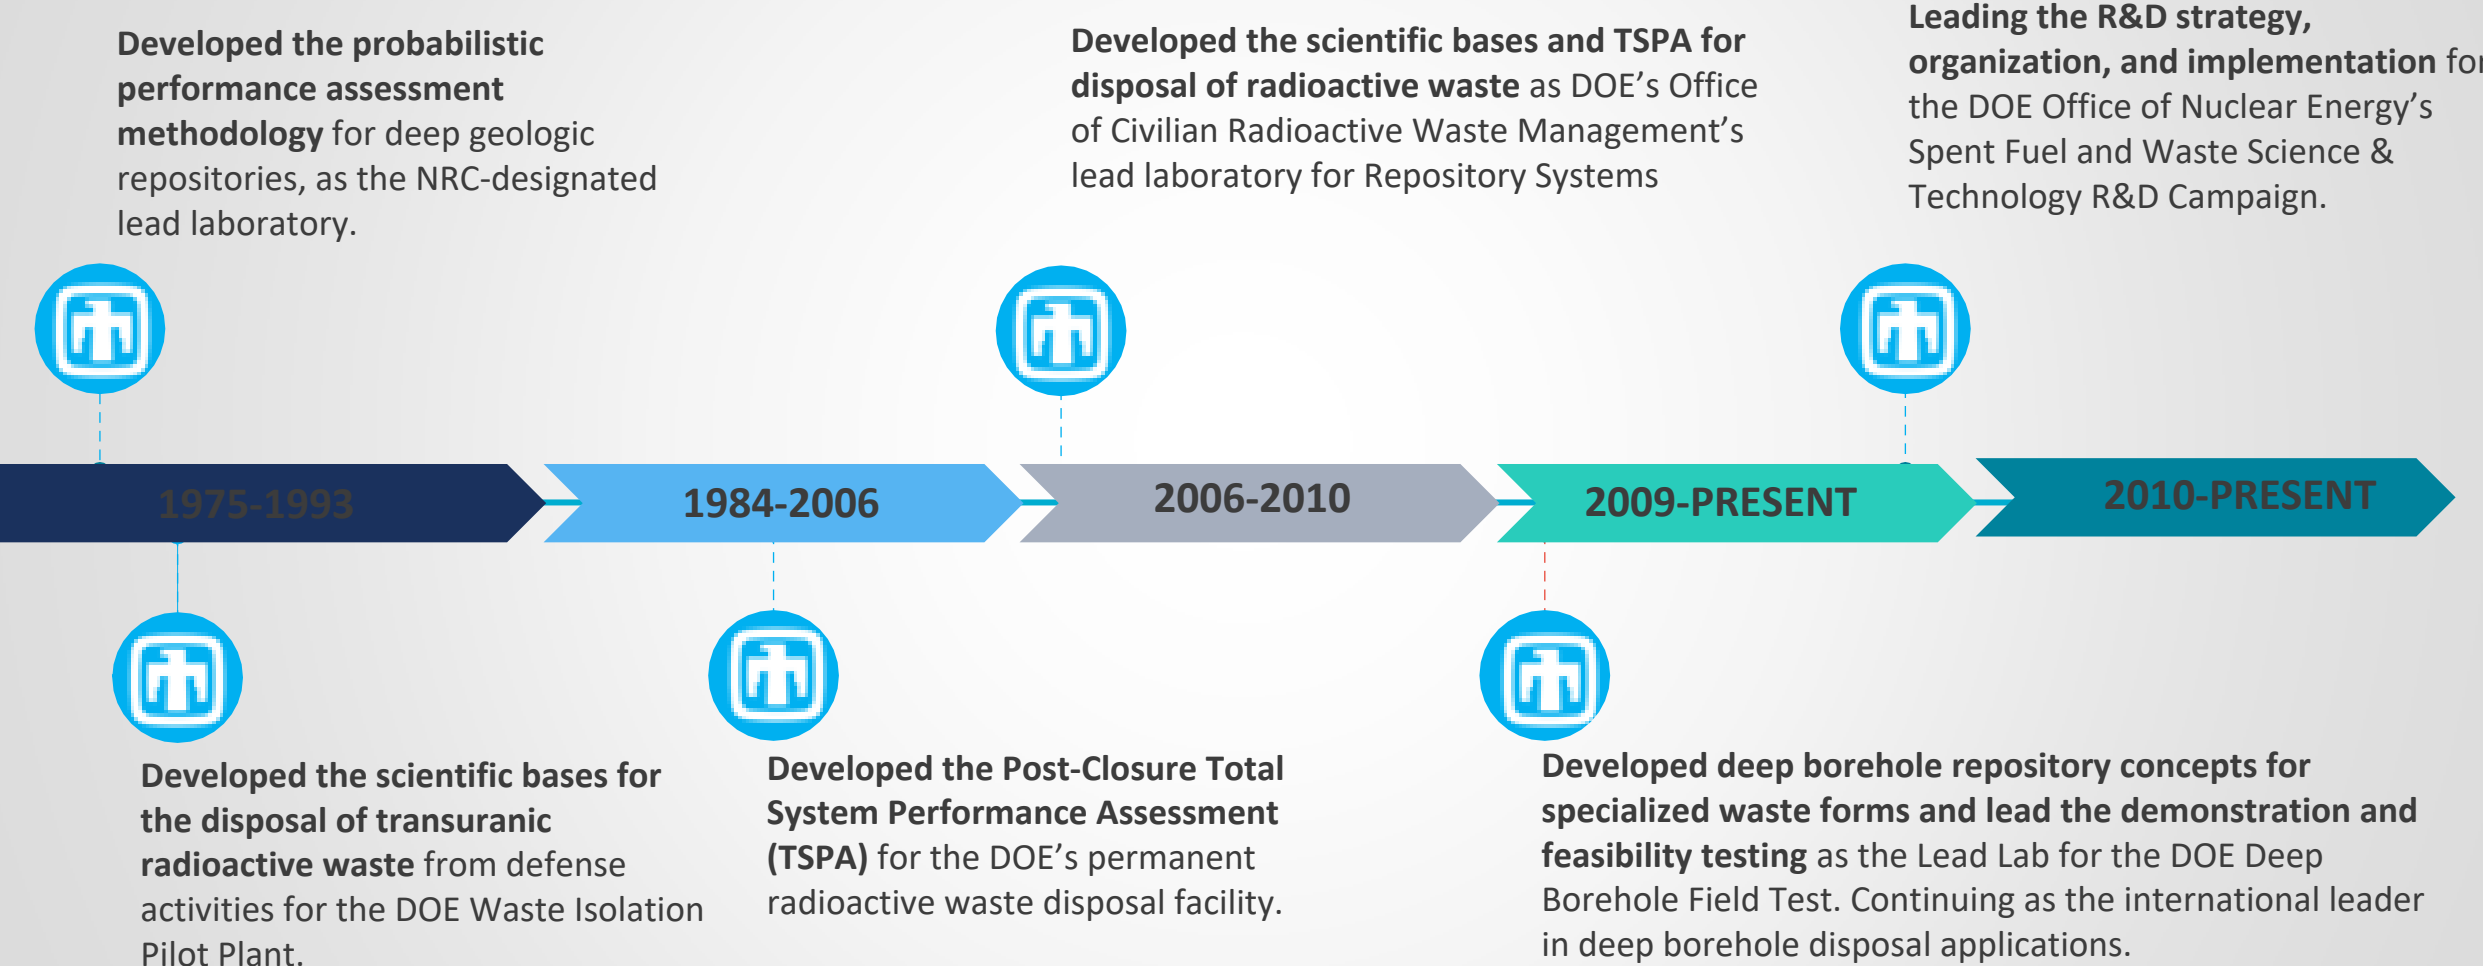 Developed the probabilistic
performance assessment
methodology for deep geologic
repositories, as the NRC-designated
lead laboratory.
Developed the scientific bases and TSPA for
disposal of radioactive waste as DOE’s Office
of Civilian Radioactive Waste Management’s
lead laboratory for Repository Systems
Leading the R&D strategy,
organization, and implementation for
the DOE Office of Nuclear Energy’s
Spent Fuel and Waste Science &
Technology R&D Campaign.
1975-1993
1984-2006
2006-2010
2009-PRESENT
2010-PRESENT
Developed the scientific bases for
the disposal of transuranic
radioactive waste from defense
activities for the DOE Waste Isolation
Pilot Plant.
Developed the Post-Closure Total
System Performance Assessment
(TSPA) for the DOE’s permanent
radioactive waste disposal facility.
Developed deep borehole repository concepts for
specialized waste forms and lead the demonstration and
feasibility testing as the Lead Lab for the DOE Deep
Borehole Field Test. Continuing as the international leader
in deep borehole disposal applications.